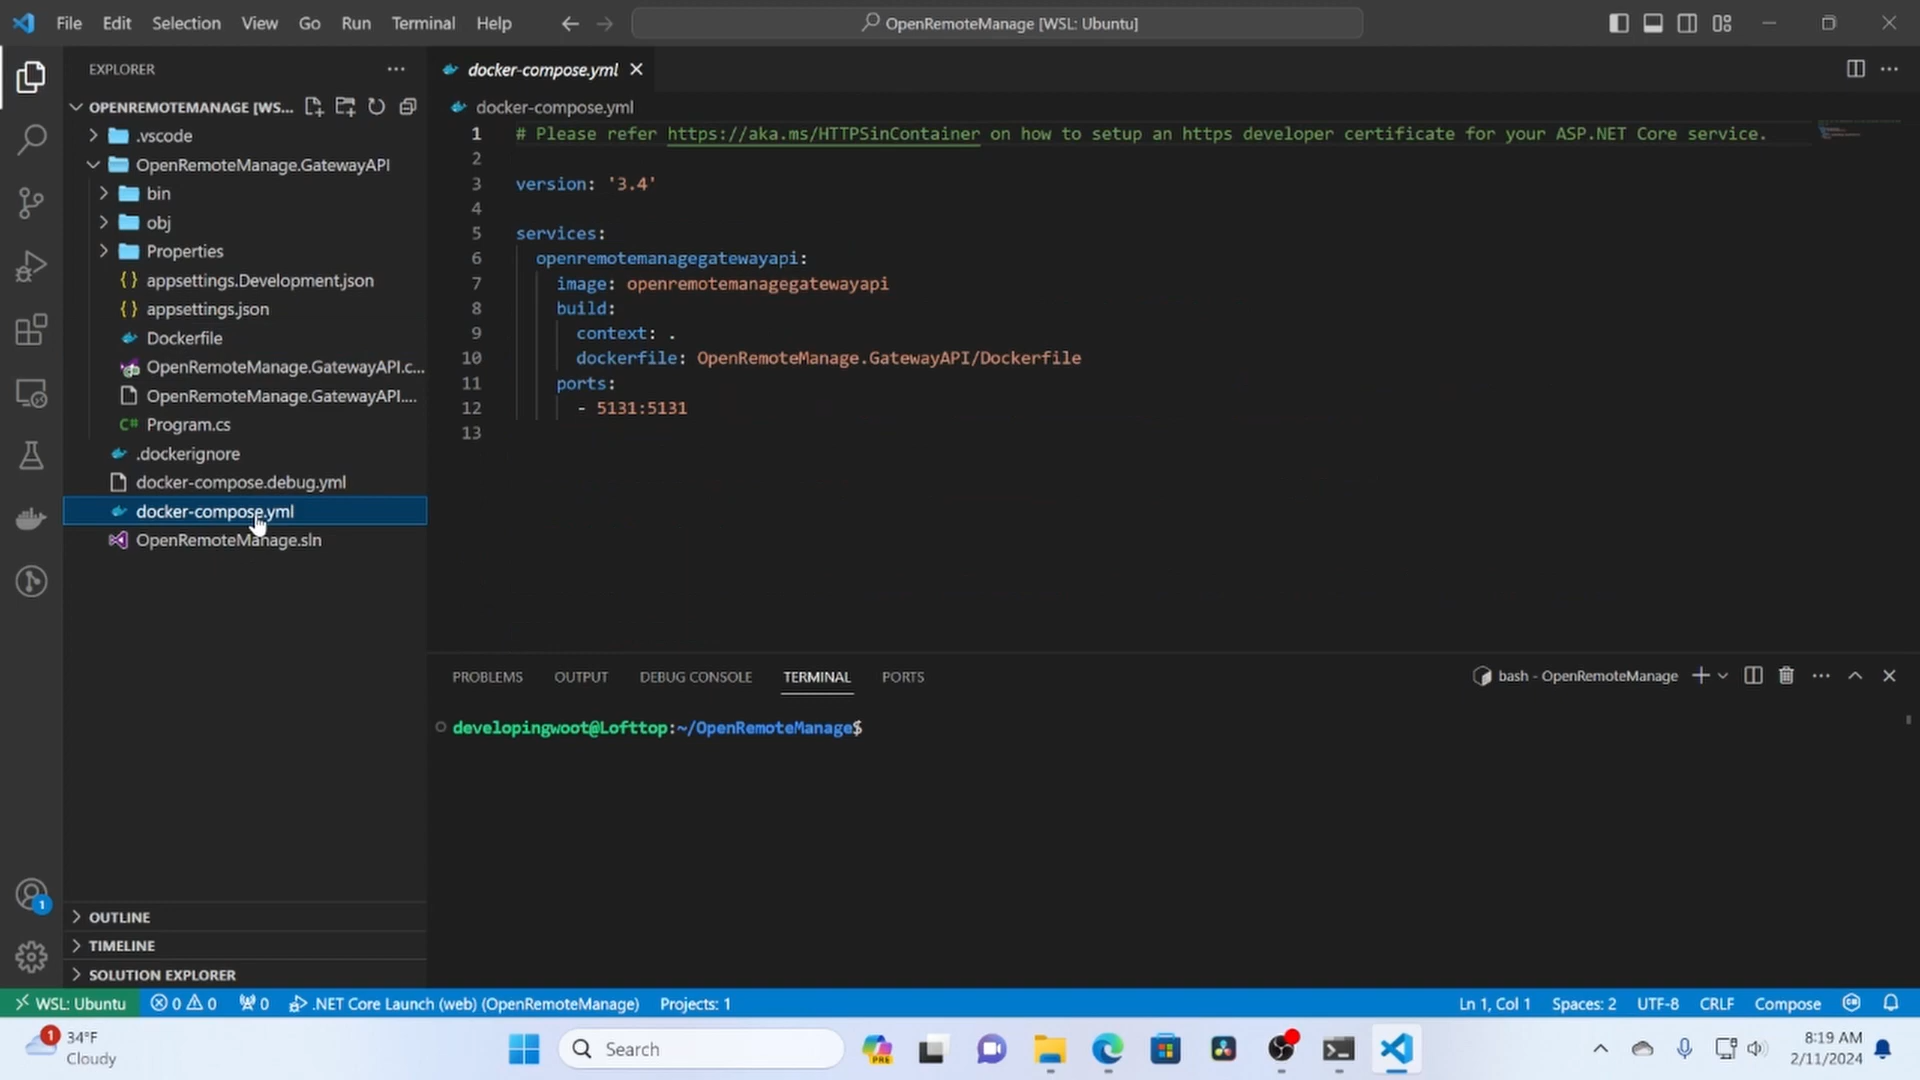 File Edit Selection View Go Run Terminal Help
OpenRemoteManage [WSL: Ubuntu]
EXPLORER
OPENREMOTEMANAGE [WS...
.vscode
OpenRemoteManage.GatewayAPI
bin
obj
Properties
appsettings.Development.json
appsettings.json
Dockerfile
OpenRemoteManage.GatewayAPI.c...
OpenRemoteManage.GatewayAPI....
Program.cs
.dockerignore
docker-compose.debug.yml
docker-compose.yml
OpenRemoteManage.sln
OUTLINE
TIMELINE
SOLUTION EXPLORER
1
docker-compose.yml
docker-compose.yml
1 # Please refer https://aka.ms/HTTPSinContainer on how to setup an https developer certificate for your ASP.NET Core service.
2
3 version: '3.4'
4
5 services:
6 openremotemanagegatewayapi:
7 image: openremotemanagegatewayapi
8 build:
9 context: .
10 dockerfile: OpenRemoteManage.GatewayAPI/Dockerfile
11 ports:
12 - 5131:5131
13
PROBLEMS OUTPUT DEBUG CONSOLE TERMINAL PORTS
bash - OpenRemoteManage
developingwoot@Lofttop:~/OpenRemoteManage$
WSL: Ubuntu 0 0 0 .NET Core Launch (web) (OpenRemoteManage) Projects: 1
Ln 1, Col 1 Spaces: 2 UTF-8 CRLF Compose
1
34°F
Cloudy
Search
PRE
8:19 AM
2/11/2024